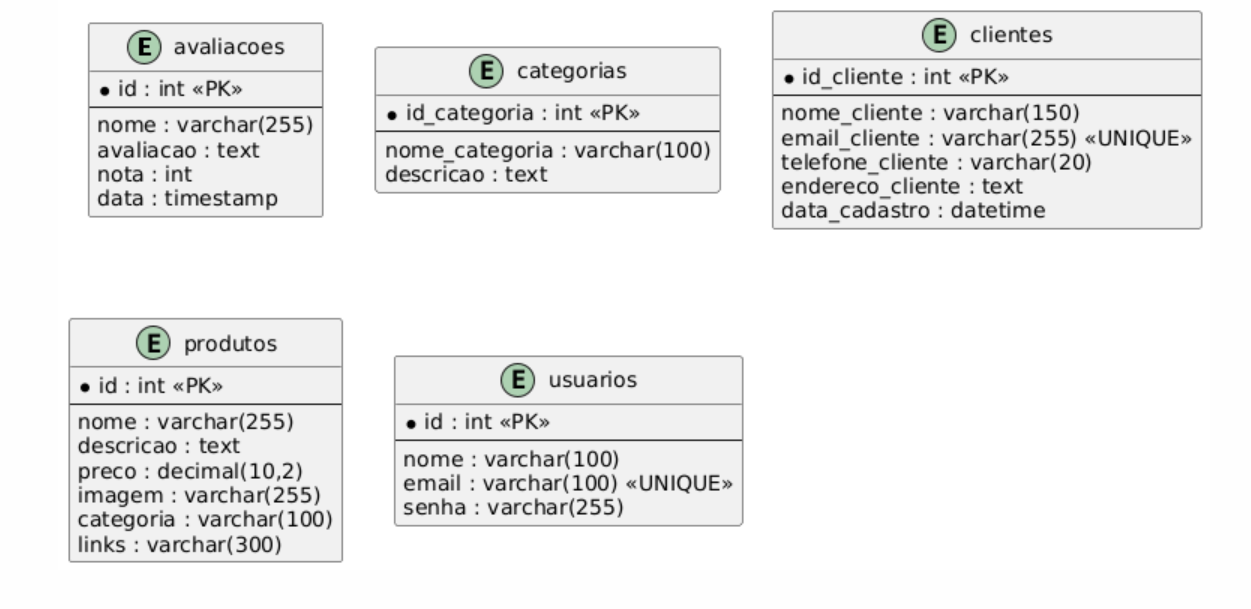 E avaliacoes
id : int «PK»
nome : varchar(255)
avaliacao : text
nota : int
data : timestamp
E categorias
id_categoria : int «PK»
nome_categoria : varchar(100)
descricao : text
E clientes
id_cliente : int «PK»
nome_cliente : varchar(150)
email_cliente : varchar(255) «UNIQUE»
telefone_cliente : varchar(20)
endereco_cliente : text
data_cadastro : datetime
E produtos
id : int «PK»
nome : varchar(255)
descricao : text
preco : decimal(10,2)
imagem : varchar(255)
categoria : varchar(100)
links : varchar(300)
E usuarios
id : int «PK»
nome : varchar(100)
email : varchar(100) «UNIQUE»
senha : varchar(255)